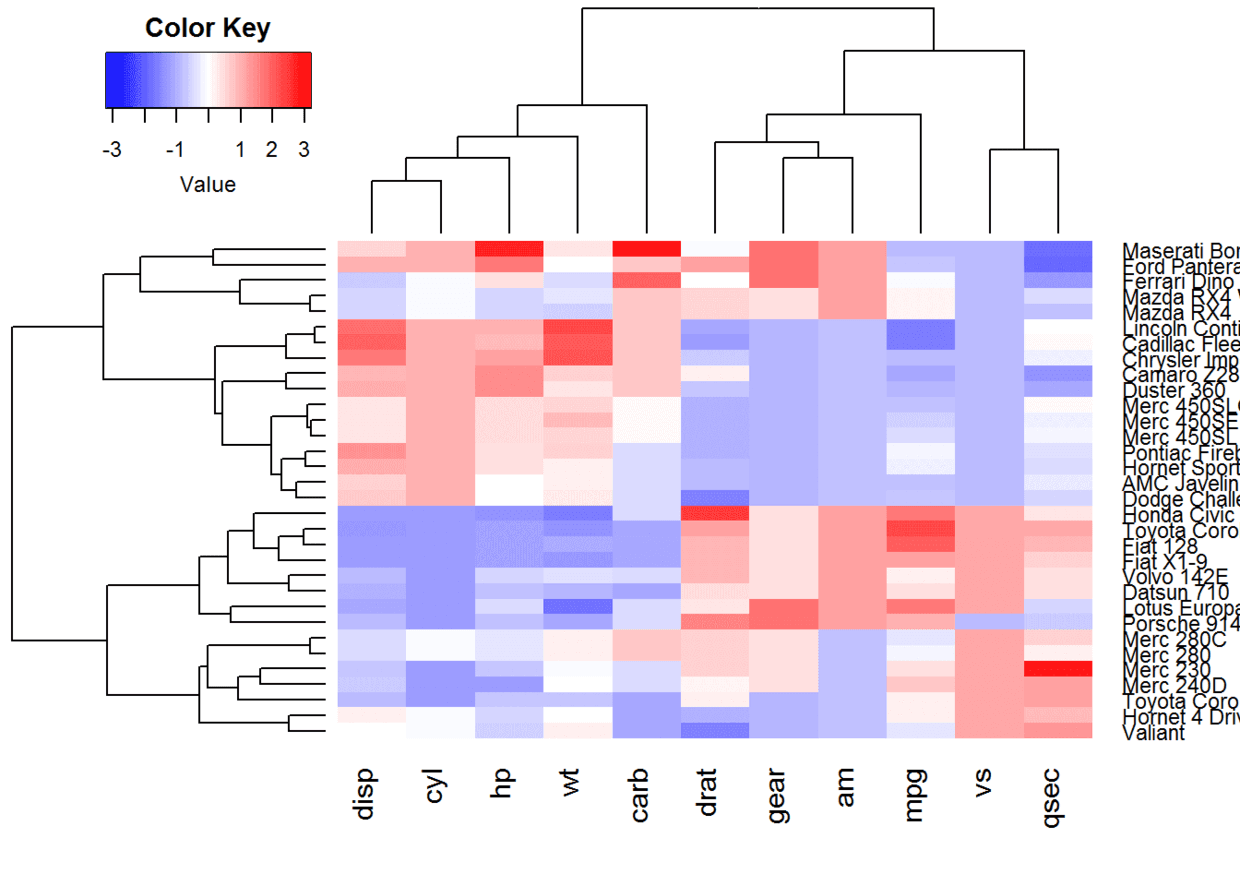 Color Key
-3 -1 1 2 3
Value
Maserati Bor
Ford Pantera
Ferrari Dino
Mazda RX4 W
Mazda RX4
Lincoln Conti
Cadillac Flee
Chrysler Imp
Camaro Z28
Duster 360
Merc 450SLC
Merc 450SE
Merc 450SL
Pontiac Fireb
Hornet Sport
AMC Javelin
Dodge Challe
Honda Civic
Toyota Coro
Fiat 128
Fiat X1-9
Volvo 142E
Datsun 710
Lotus Europa
Porsche 914
Merc 280C
Merc 280
Merc 230
Merc 240D
Toyota Coro
Hornet 4 Driv
Valiant
disp cyl hp wt carb drat gear am mpg vs qsec